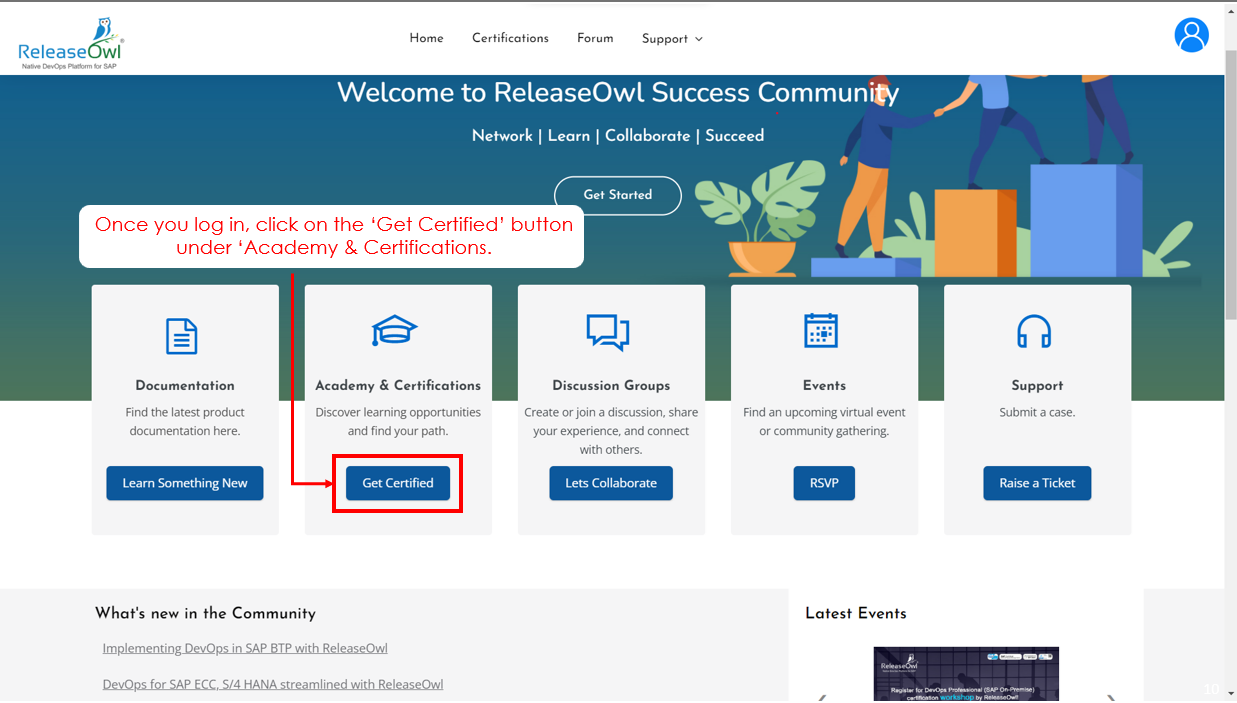 ReleaseOwl
Native DevOps Platform for SAP
Home
Certifications
Forum
Support
Welcome to ReleaseOwl Success Community
Network | Learn | Collaborate | Succeed
Get Started
Once you log in, click on the ‘Get Certified’ button
under ‘Academy & Certifications.
Documentation
Find the latest product
documentation here.
Learn Something New
Academy & Certifications
Discover learning opportunities
and find your path.
Get Certified
Discussion Groups
Create or join a discussion, share
your experience, and connect
with others.
Lets Collaborate
Events
Find an upcoming virtual event
or community gathering.
RSVP
Support
Submit a case.
Raise a Ticket
What's new in the Community
Implementing DevOps in SAP BTP with ReleaseOwl
DevOps for SAP ECC, S/4 HANA streamlined with ReleaseOwl
Latest Events
ReleaseOwl
Register for DevOps Professional (SAP On-Premise)
certification workshop by ReleaseOwl!
10